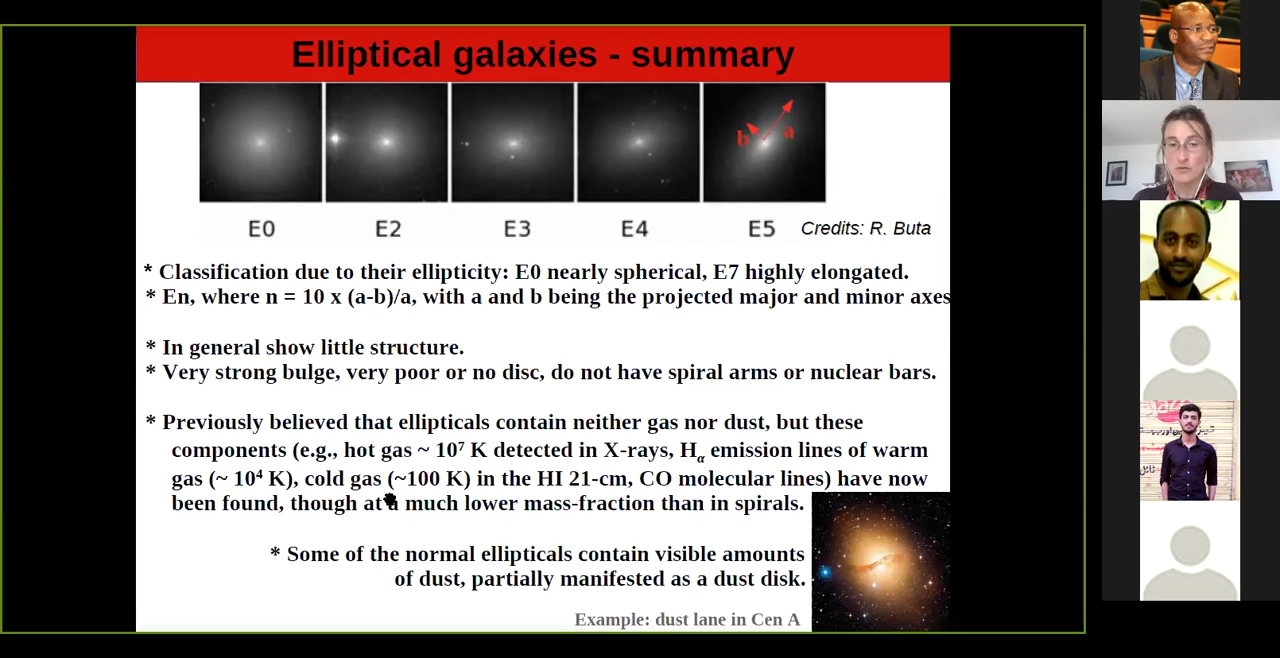 Elliptical galaxies - summary
b a
E0 E2 E3 E4 E5 Credits: R. Buta
* Classification due to their ellipticity: E0 nearly spherical, E7 highly elongated.
* En, where n = 10 x (a-b)/a, with a and b being the projected major and minor axes
* In general show little structure.
* Very strong bulge, very poor or no disc, do not have spiral arms or nuclear bars.
* Previously believed that ellipticals contain neither gas nor dust, but these
components (e.g., hot gas ~ 10⁷ K detected in X-rays, Hα emission lines of warm
gas (~ 10⁴ K), cold gas (~100 K) in the HI 21-cm, CO molecular lines) have now
been found, though at a much lower mass-fraction than in spirals.
* Some of the normal ellipticals contain visible amounts
of dust, partially manifested as a dust disk.
Example: dust lane in Cen A